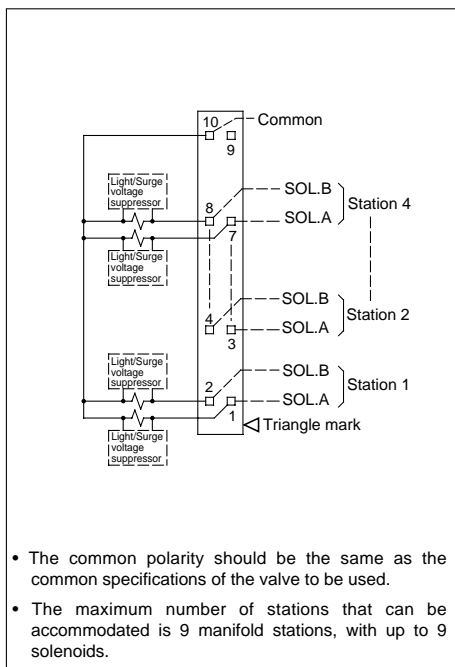 10
Common
9
Light/Surge
voltage
suppressor
8
SOL.B
Station 4
SOL.A
7
Light/Surge
voltage
suppressor
SOL.B
4
Station 2
SOL.A
3
Light/Surge
voltage
suppressor
SOL.B
2
Station 1
SOL.A
1
Triangle mark
Light/Surge
voltage
suppressor
• The common polarity should be the same as the
common specifications of the valve to be used.
• The maximum number of stations that can be
accommodated is 9 manifold stations, with up to 9
solenoids.